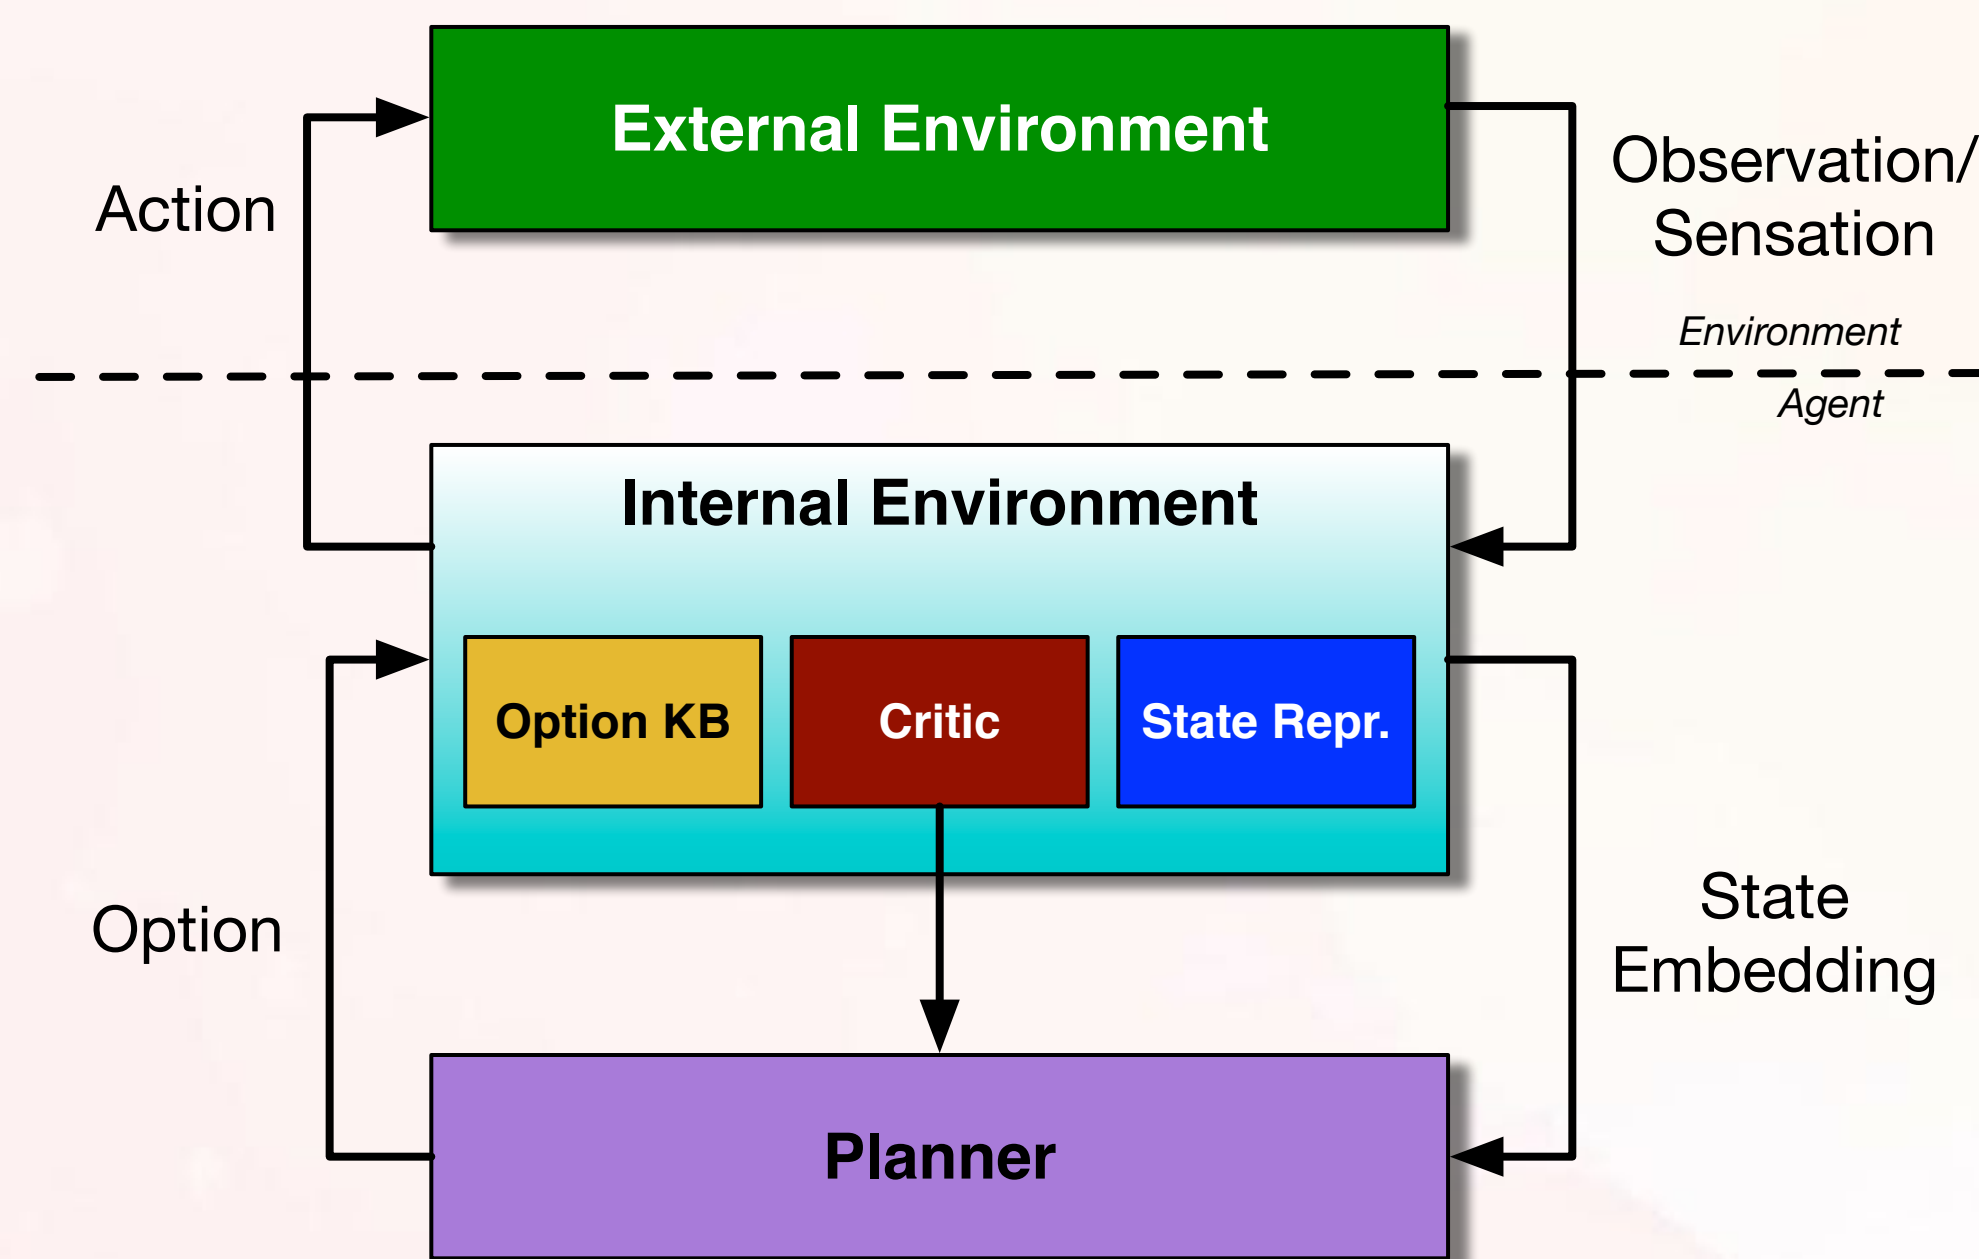 External Environment
Action
Observation/
Sensation
Environment
Agent
Internal Environment
Option KB
Critic
State Repr.
Option
State
Embedding
Planner